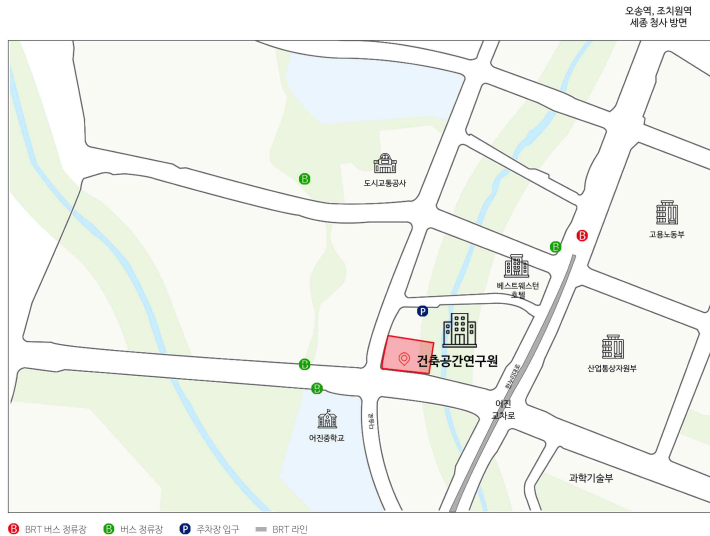 오송역, 조치원역
세종 청사 방면
도시교통공사
고용노동부
B
B
B
베스트웨스턴
호텔
P
건축공간연구원
산업통상자원부
B
B
어진
교차로
어진중학교
과학기술부
B BRT 버스 정류장
B 버스 정류장
P 주차장 입구
BRT 라인